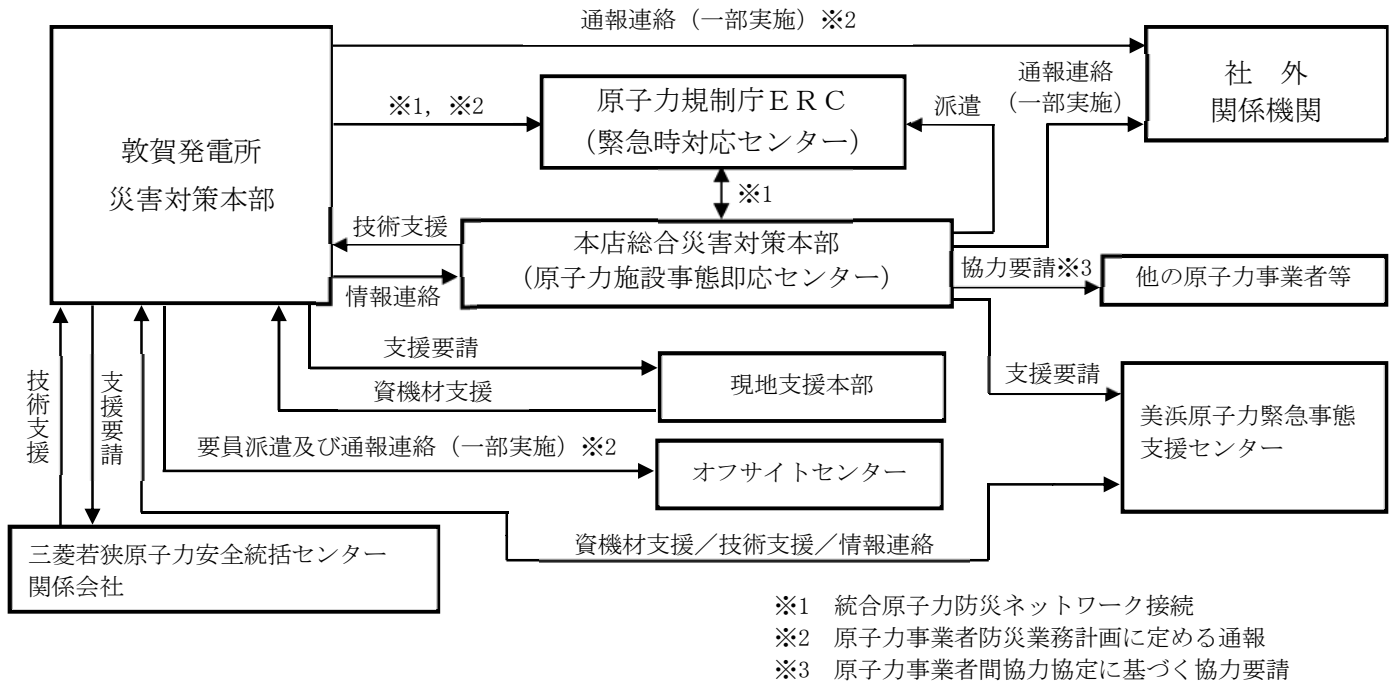 通報連絡（一部実施）※2
社　外
関係機関
通報連絡
（一部実施）
※1，※2
原子力規制庁ＥＲＣ
（緊急時対応センター）
派遣
敦賀発電所
災害対策本部
※1
技術支援
本店総合災害対策本部
（原子力施設事態即応センター）
協力要請※3
他の原子力事業者等
情報連絡
支援要請
現地支援本部
資機材支援
支援要請
美浜原子力緊急事態
支援センター
技術支援
支援要請
要員派遣及び通報連絡（一部実施）※2
オフサイトセンター
三菱若狭原子力安全統括センター
関係会社
資機材支援／技術支援／情報連絡
※1　統合原子力防災ネットワーク接続
※2　原子力事業者防災業務計画に定める通報
※3　原子力事業者間協力協定に基づく協力要請